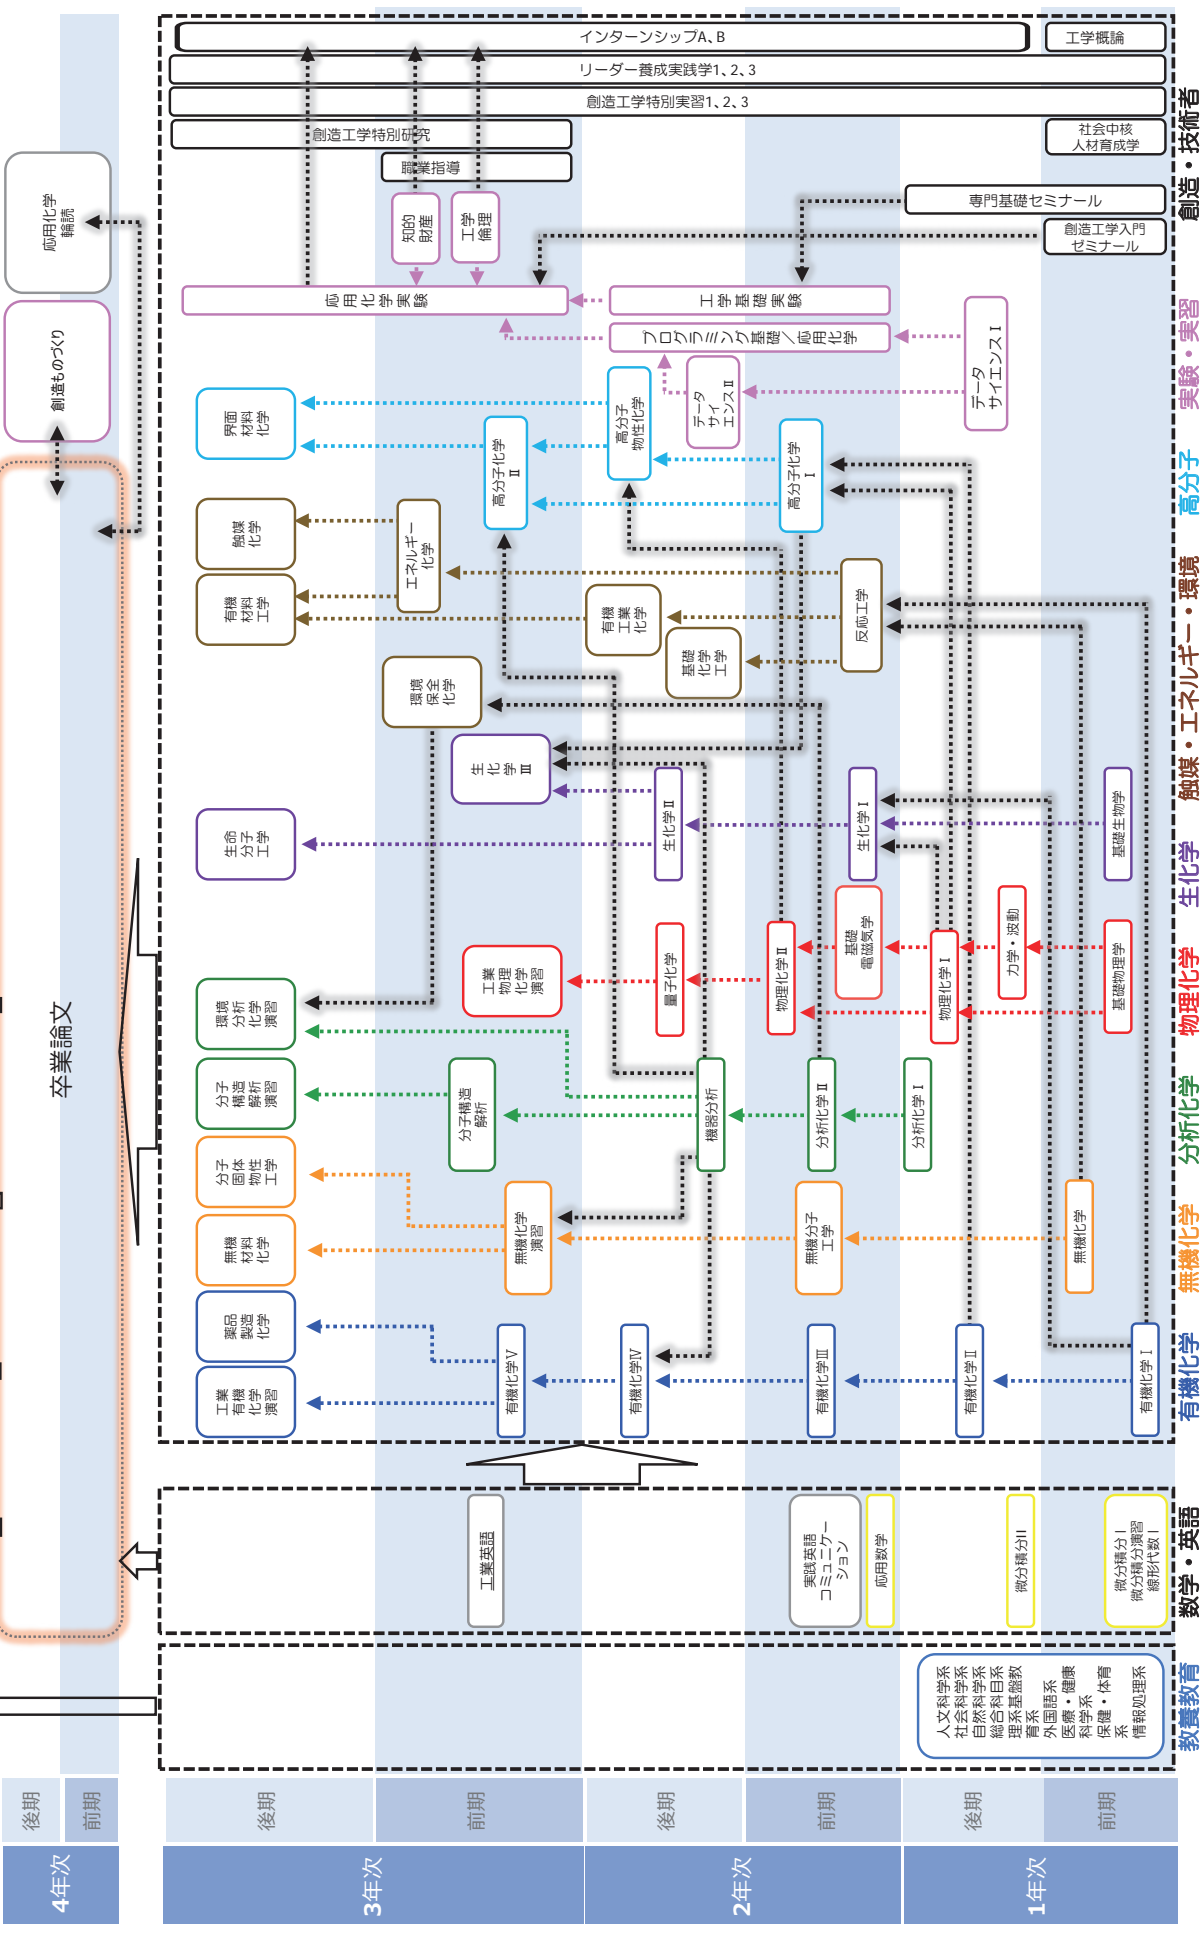 インターンシップA、B
工学概論
リーダー養成実践学1、2、3
創造工学特別実習1、2、3
創造工学特別研究
社会中核
人材育成学
職業指導
専門基礎セミナール
創造工学入門
ゼミナール
創造・技術者
応用化学
輪読
創造ものづくり
知的
財産
工学
倫理
応用化学実験
工学基礎実験
プログラミング基礎／応用化学
データ
サイエンスⅡ
データ
サイエンスⅠ
実験・実習
界面
材料
化学
高分子化学
Ⅱ
高分子
物性化学
高分子化学
Ⅰ
高分子
触媒
化学
有機
材料
工学
エネルギー
化学
有機
工業
化学
基礎
化学
工学
反応工学
環境
保全
化学
触媒・エネルギー・環境
生化学Ⅲ
生命
分子
工学
生化学Ⅱ
生化学Ⅰ
基礎生物学
生化学
工業
物理
化学
演習
量子化学
物理化学Ⅱ
基礎
電磁気学
物理化学Ⅰ
力学・波動
基礎物理学
物理化学
環境
分析
化学
演習
分子
構造
解析
演習
分子構造
解析
機器分析
分析化学Ⅱ
分析化学Ⅰ
分析化学
分子
固体
物性
工学
無機
材料
化学
無機化学
演習
無機分子
工学
無機化学
無機化学
薬品
製造
化学
工業
有機
化学
演習
有機化学Ⅴ
有機化学Ⅳ
有機化学Ⅲ
有機化学Ⅱ
有機化学Ⅰ
有機化学
卒業論文
工業英語
実践英語
コミュニケー
ション
応用数学
微分積分II
微分積分 I
微分積分演習
線形代数 I
数学・英語
人文科学系
社会科学系
自然科学系
総合科目系
理系基盤教
育系
外国語系
医療・健康
科学系
保健・体育
系
情報処理系
教養教育
後期
前期
後期
前期
後期
前期
後期
前期
4年次
3年次
2年次
1年次